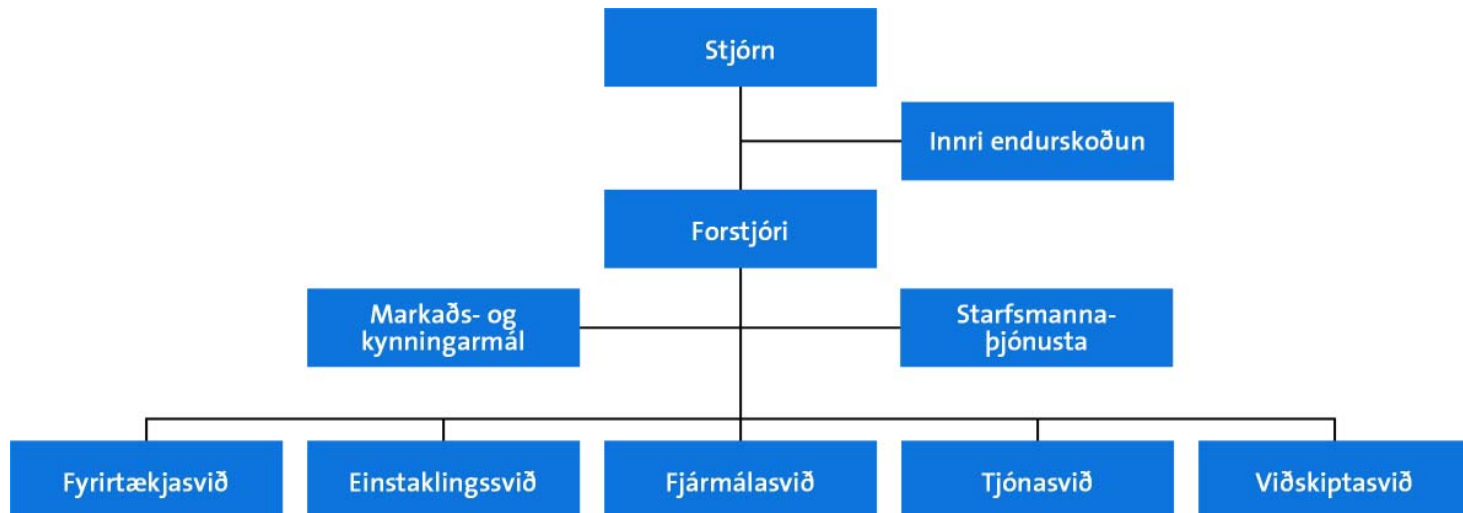 Stjórn
Innri endurskoðun
Forstjóri
Markaðs- og
kynningarmál
Starfsmanna-
þjónusta
Fyrirtækjasvið
Einstaklingssvið
Fjármálasvið
Tjónasvið
Viðskiptasvið